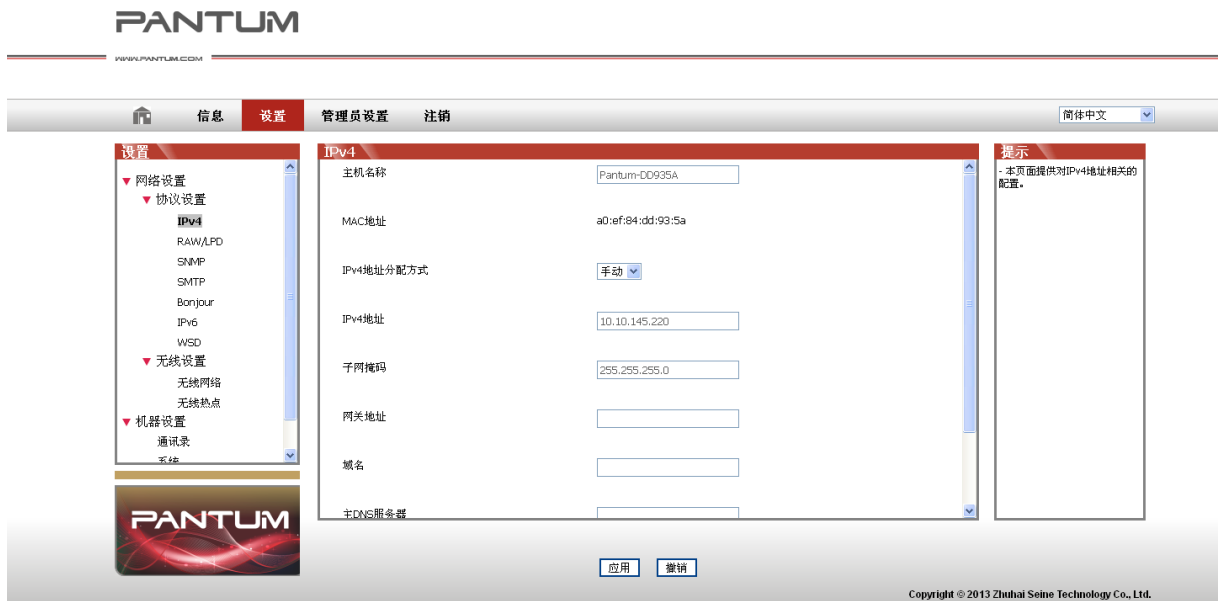 PANTUM
WWW.PANTUM.COM
信息 设置 管理员设置 注销 简体中文
设置
网络设置
协议设置
IPv4
RAW/LPD
SNMP
SMTP
Bonjour
IPv6
WSD
无线设置
无线网络
无线热点
机器设置
通讯录
系统
PANTUM
IPv4
主机名称 Pantum-DD935A
MAC地址 a0:ef:84:dd:93:5a
IPv4地址分配方式 手动
IPv4地址 10.10.145.220
子网掩码 255.255.255.0
网关地址
域名
主DNS服务器
应用 撤销
提示
- 本页面提供对IPv4地址相关的
配置。
Copyright © 2013 Zhuhai Seine Technology Co., Ltd.